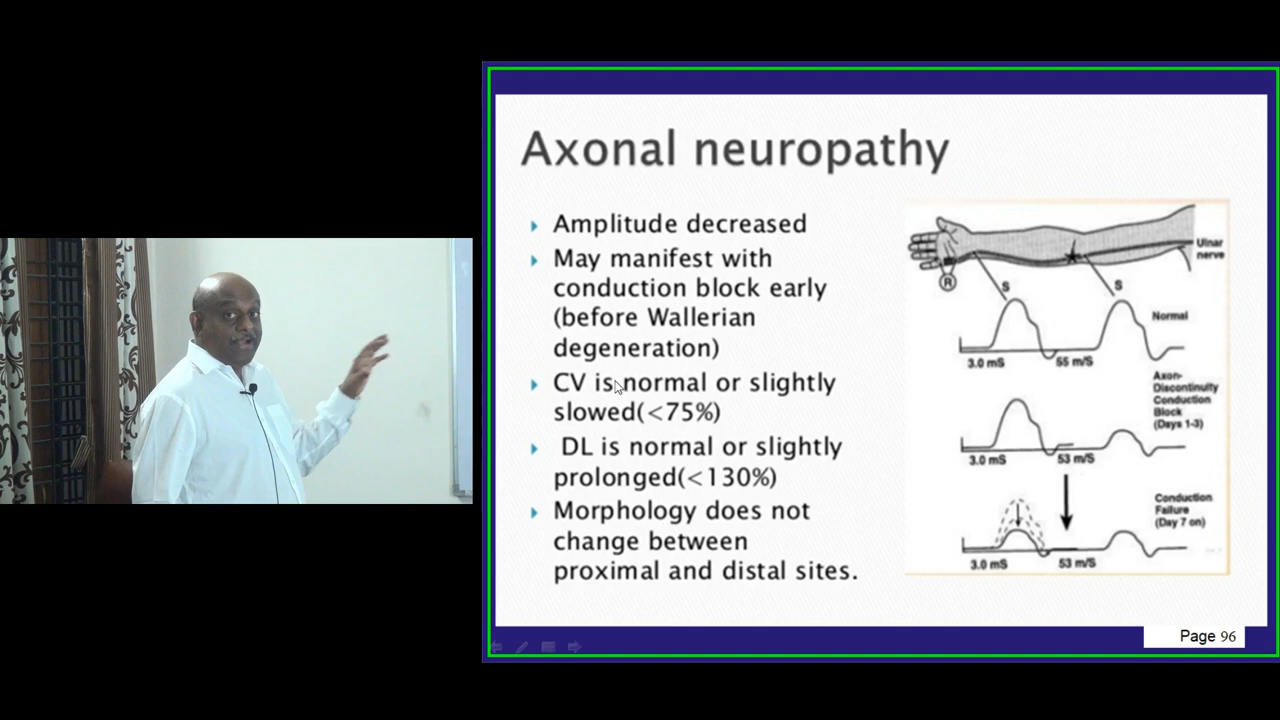 Axonal neuropathy
Amplitude decreased
May manifest with
conduction block early
(before Wallerian
degeneration)
CV is normal or slightly
slowed(<75%)
DL is normal or slightly
prolonged(<130%)
Morphology does not
change between
proximal and distal sites.
Ulnar
nerve
R
S
S
Normal
3.0 mS
55 m/S
Axon-
Discontinuity
Conduction
Block
(Days 1-3)
3.0 mS
53 m/S
Conduction
Failure
(Day 7 on)
3.0 mS
53 m/S
Page 96